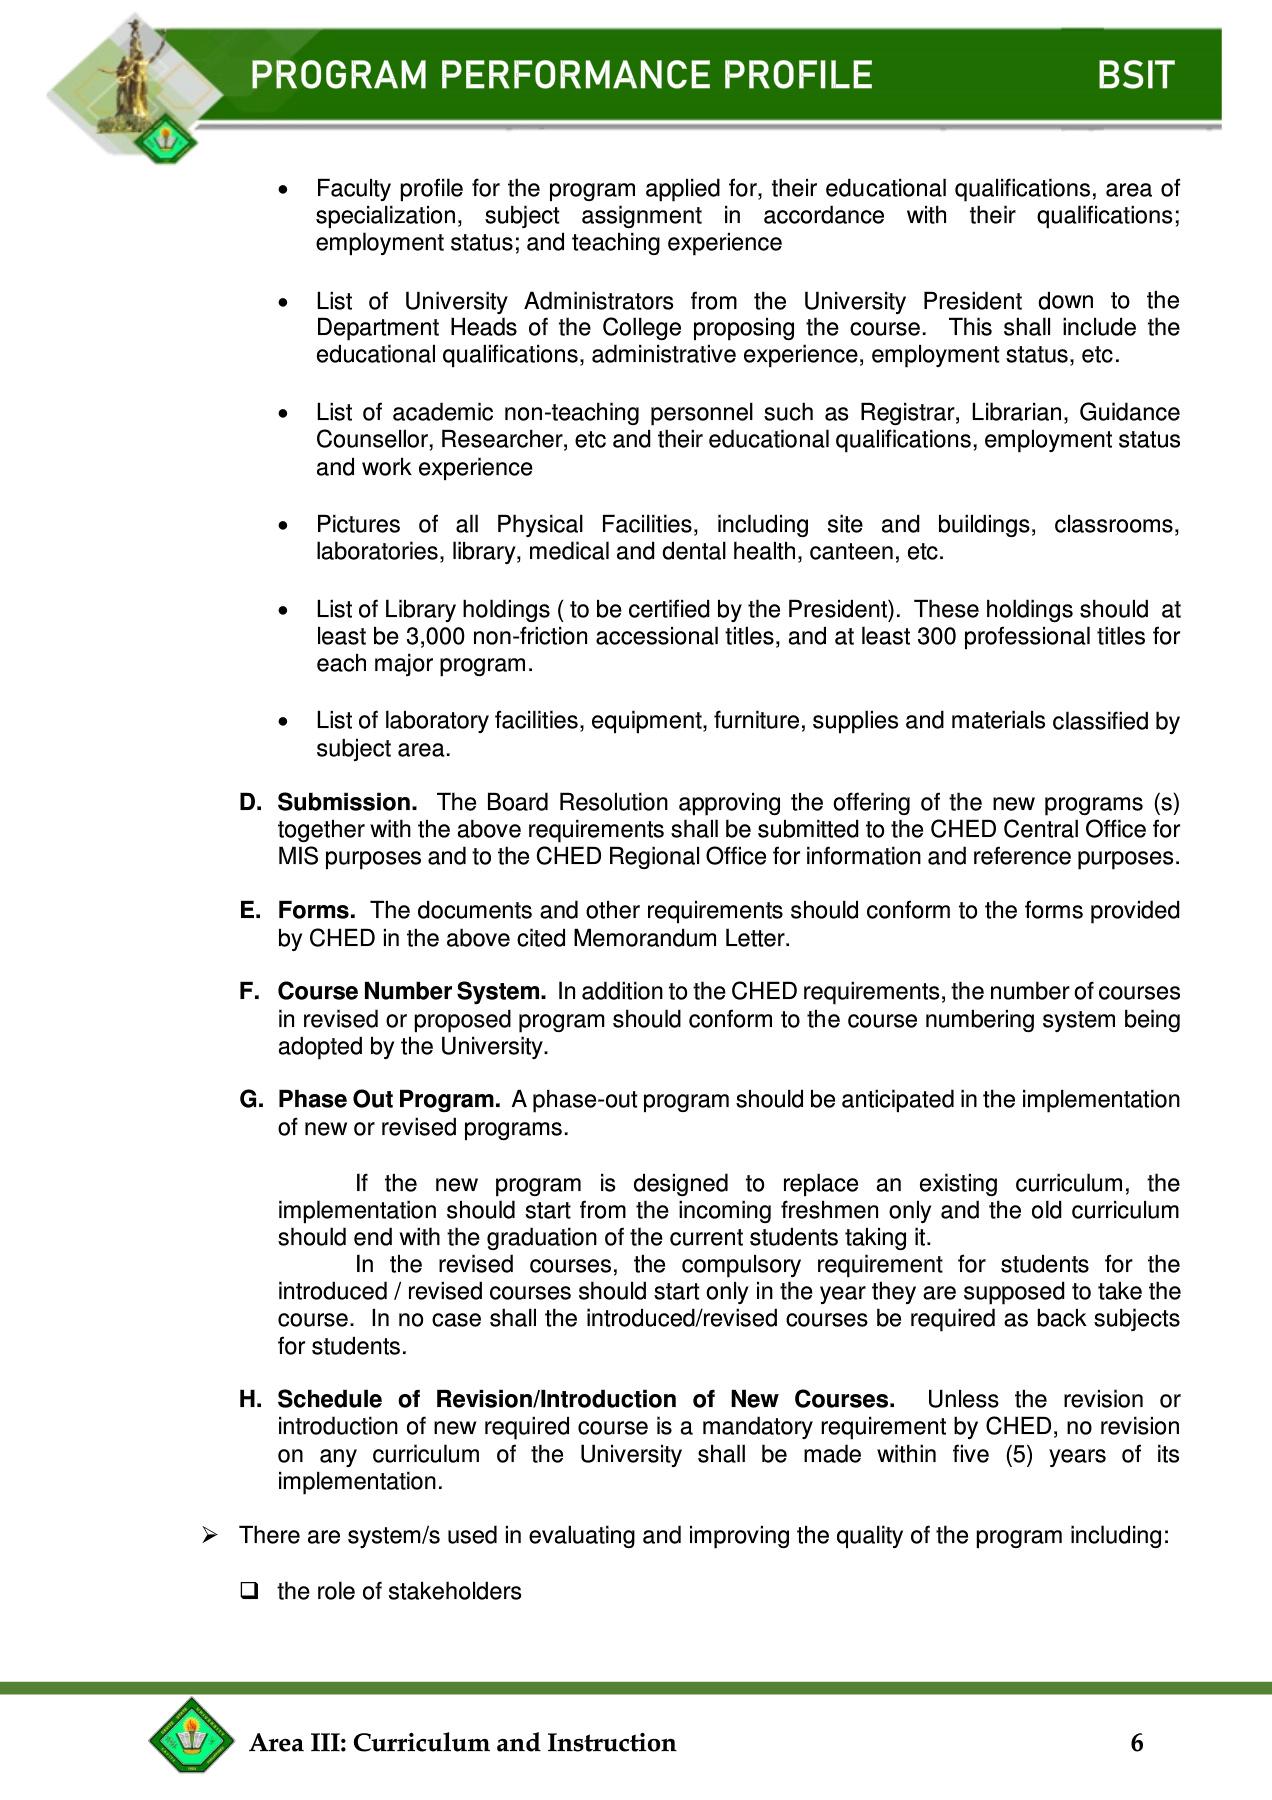 PROGRAM PERFORMANCE PROFILE BSIT
• Faculty profile for the program applied for, their educational qualifications, area of
specialization, subject assignment in accordance with their qualifications;
employment status; and teaching experience
• List of University Administrators from the University President down to the
Department Heads of the College proposing the course. This shall include the
educational qualifications, administrative experience, employment status, etc.
• List of academic non-teaching personnel such as Registrar, Librarian, Guidance
Counsellor, Researcher, etc and their educational qualifications, employment status
and work experience
• Pictures of all Physical Facilities, including site and buildings, classrooms,
laboratories, library, medical and dental health, canteen, etc.
• List of Library holdings ( to be certified by the President). These holdings should at
least be 3,000 non-friction accessional titles, and at least 300 professional titles for
each major program.
• List of laboratory facilities, equipment, furniture, supplies and materials classified by
subject area.
D. Submission. The Board Resolution approving the offering of the new programs (s)
together with the above requirements shall be submitted to the CHED Central Office for
MIS purposes and to the CHED Regional Office for information and reference purposes.
E. Forms. The documents and other requirements should conform to the forms provided
by CHED in the above cited Memorandum Letter.
F. Course Number System. In addition to the CHED requirements, the number of courses
in revised or proposed program should conform to the course numbering system being
adopted by the University.
G. Phase Out Program. A phase-out program should be anticipated in the implementation
of new or revised programs.
If the new program is designed to replace an existing curriculum, the
implementation should start from the incoming freshmen only and the old curriculum
should end with the graduation of the current students taking it.
In the revised courses, the compulsory requirement for students for the
introduced / revised courses should start only in the year they are supposed to take the
course. In no case shall the introduced/revised courses be required as back subjects
for students.
H. Schedule of Revision/Introduction of New Courses. Unless the revision or
introduction of new required course is a mandatory requirement by CHED, no revision
on any curriculum of the University shall be made within five (5) years of its
implementation.
➢ There are system/s used in evaluating and improving the quality of the program including:
❑ the role of stakeholders
Area III: Curriculum and Instruction 6